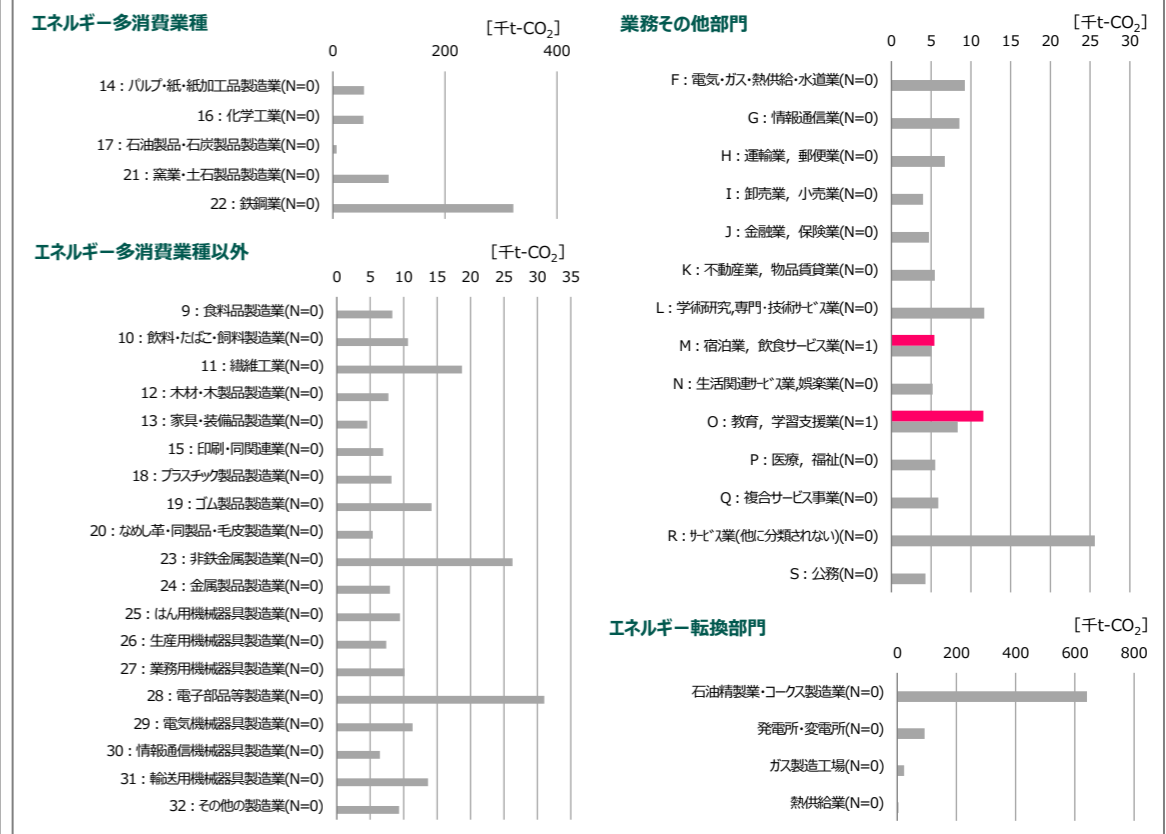 エネルギー多消費業種
[千t-CO₂]
0 200 400
14：パルプ・紙・紙加工品製造業(N=0)
16：化学工業(N=0)
17：石油製品・石炭製品製造業(N=0)
21：窯業・土石製品製造業(N=0)
22：鉄鋼業(N=0)
エネルギー多消費業種以外
[千t-CO₂]
0 5 10 15 20 25 30 35
9：食料品製造業(N=0)
10：飲料・たばこ・飼料製造業(N=0)
11：繊維工業(N=0)
12：木材・木製品製造業(N=0)
13：家具・装備品製造業(N=0)
15：印刷・同関連業(N=0)
18：プラスチック製品製造業(N=0)
19：ゴム製品製造業(N=0)
20：なめし革・同製品・毛皮製造業(N=0)
23：非鉄金属製造業(N=0)
24：金属製品製造業(N=0)
25：はん用機械器具製造業(N=0)
26：生産用機械器具製造業(N=0)
27：業務用機械器具製造業(N=0)
28：電子部品等製造業(N=0)
29：電気機械器具製造業(N=0)
30：情報通信機械器具製造業(N=0)
31：輸送用機械器具製造業(N=0)
32：その他の製造業(N=0)
業務その他部門
[千t-CO₂]
0 5 10 15 20 25 30
F：電気・ガス・熱供給・水道業(N=0)
G：情報通信業(N=0)
H：運輸業，郵便業(N=0)
I：卸売業，小売業(N=0)
J：金融業，保険業(N=0)
K：不動産業，物品賃貸業(N=0)
L：学術研究,専門・技術ｻｰﾋﾞｽ業(N=0)
M：宿泊業，飲食サービス業(N=1)
N：生活関連ｻｰﾋﾞｽ業,娯楽業(N=0)
O：教育，学習支援業(N=1)
P：医療，福祉(N=0)
Q：複合サービス事業(N=0)
R：ｻｰﾋﾞｽ業(他に分類されない)(N=0)
S：公務(N=0)
エネルギー転換部門
[千t-CO₂]
0 200 400 600 800
石油精製業・コークス製造業(N=0)
発電所・変電所(N=0)
ガス製造工場(N=0)
熱供給業(N=0)